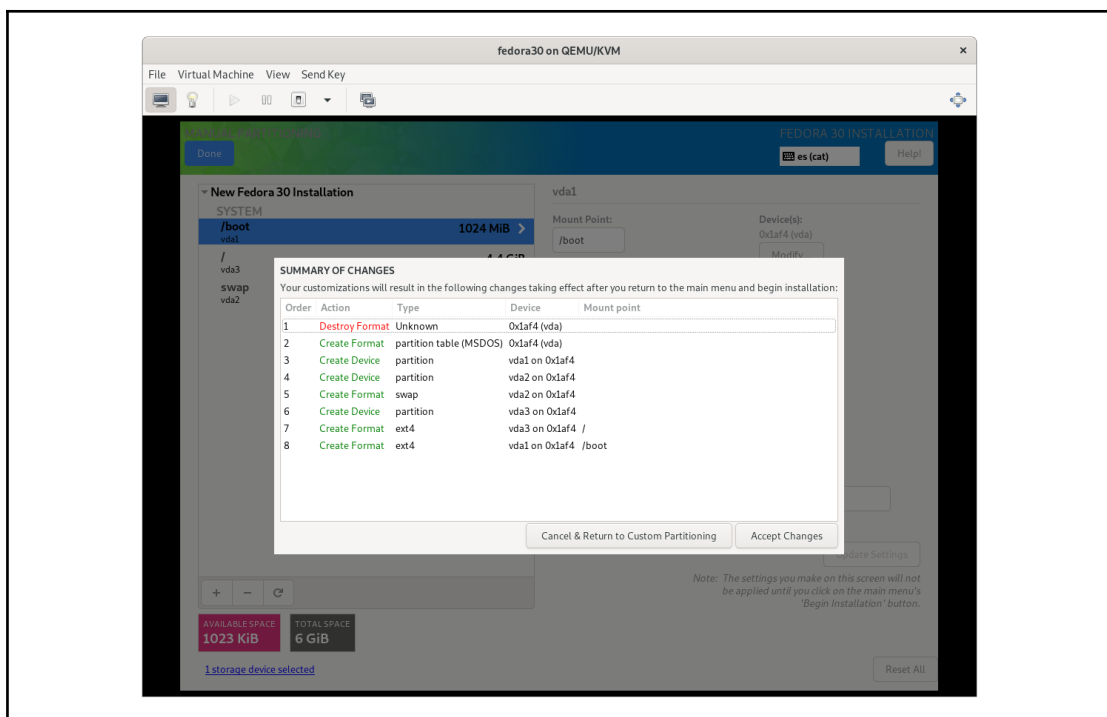 fedora30 on QEMU/KVM ×
File Virtual Machine View Send Key
MANUAL PARTITIONING FEDORA 30 INSTALLATION
Done es (cat) Help!
New Fedora 30 Installation vda1
SYSTEM
/boot 1024 MiB
vda1
Mount Point: Device(s):
/boot 0x1af4 (vda)
Modify...
/
vda3
swap
vda2
SUMMARY OF CHANGES
Your customizations will result in the following changes taking effect after you return to the main menu and begin installation:
Order Action Type Device Mount point
1 Destroy Format Unknown 0x1af4 (vda)
2 Create Format partition table (MSDOS) 0x1af4 (vda)
3 Create Device partition vda1 on 0x1af4
4 Create Device partition vda2 on 0x1af4
5 Create Format swap vda2 on 0x1af4
6 Create Device partition vda3 on 0x1af4
7 Create Format ext4 vda3 on 0x1af4 /
8 Create Format ext4 vda1 on 0x1af4 /boot
Cancel & Return to Custom Partitioning Accept Changes
Update Settings
Note: The settings you make on this screen will not
be applied until you click on the main menu's
'Begin Installation' button.
+ −
AVAILABLE SPACE TOTAL SPACE
1023 KiB 6 GiB
1 storage device selected Reset All